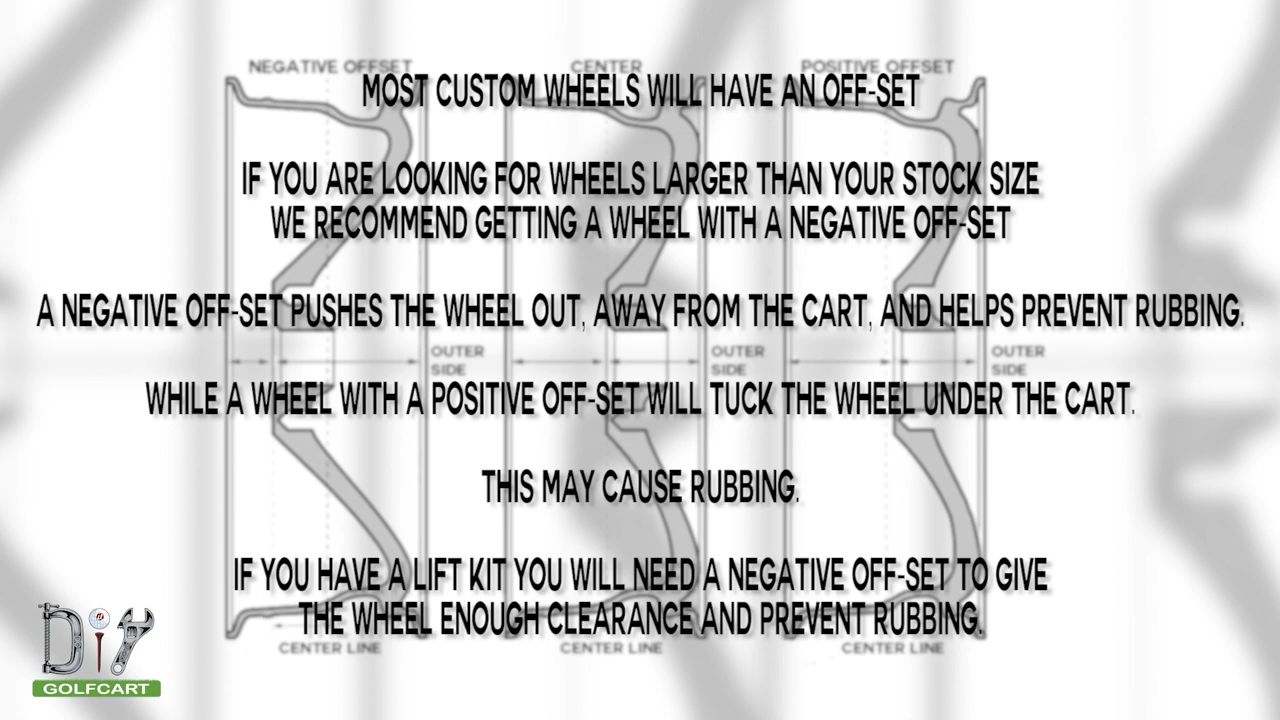 NEGATIVE OFFSET
CENTER
POSITIVE OFFSET
MOST CUSTOM WHEELS WILL HAVE AN OFF-SET
IF YOU ARE LOOKING FOR WHEELS LARGER THAN YOUR STOCK SIZE
WE RECOMMEND GETTING A WHEEL WITH A NEGATIVE OFF-SET
A NEGATIVE OFF-SET PUSHES THE WHEEL OUT, AWAY FROM THE CART, AND HELPS PREVENT RUBBING.
OUTER
SIDE
OUTER
SIDE
OUTER
SIDE
WHILE A WHEEL WITH A POSITIVE OFF-SET WILL TUCK THE WHEEL UNDER THE CART.
THIS MAY CAUSE RUBBING.
IF YOU HAVE A LIFT KIT YOU WILL NEED A NEGATIVE OFF-SET TO GIVE
THE WHEEL ENOUGH CLEARANCE AND PREVENT RUBBING.
CENTER LINE
CENTER LINE
CENTER LINE
DIY
GOLFCART